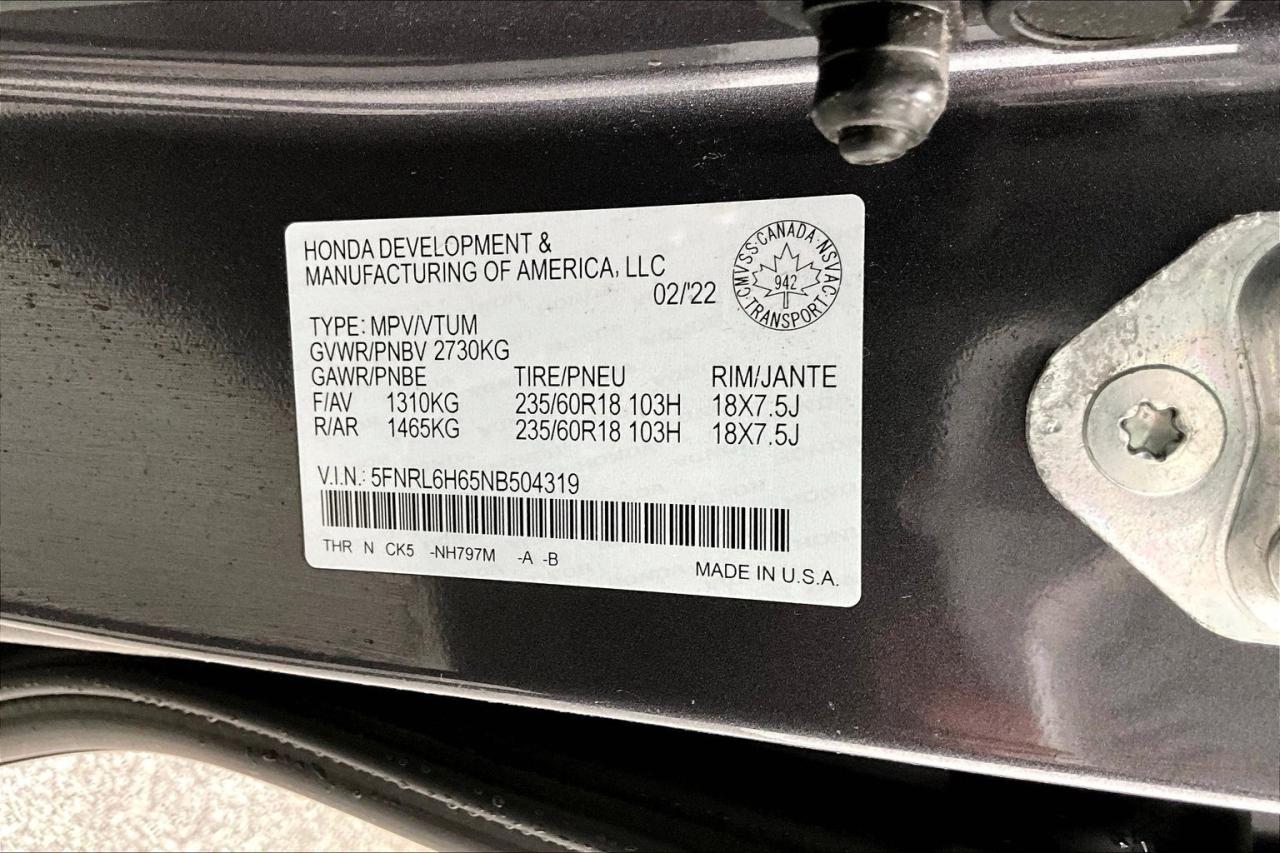 HONDA DEVELOPMENT &
MANUFACTURING OF AMERICA, LLC
02/'22
CMVSS · CANADA · NSVAC · TRANSPORT ·
942
TYPE: MPV/VTUM
GVWR/PNBV 2730KG
GAWR/PNBE TIRE/PNEU RIM/JANTE
F/AV 1310KG 235/60R18 103H 18X7.5J
R/AR 1465KG 235/60R18 103H 18X7.5J
V.I.N.: 5FNRL6H65NB504319
THR N CK5 -NH797M -A -B
MADE IN U.S.A.